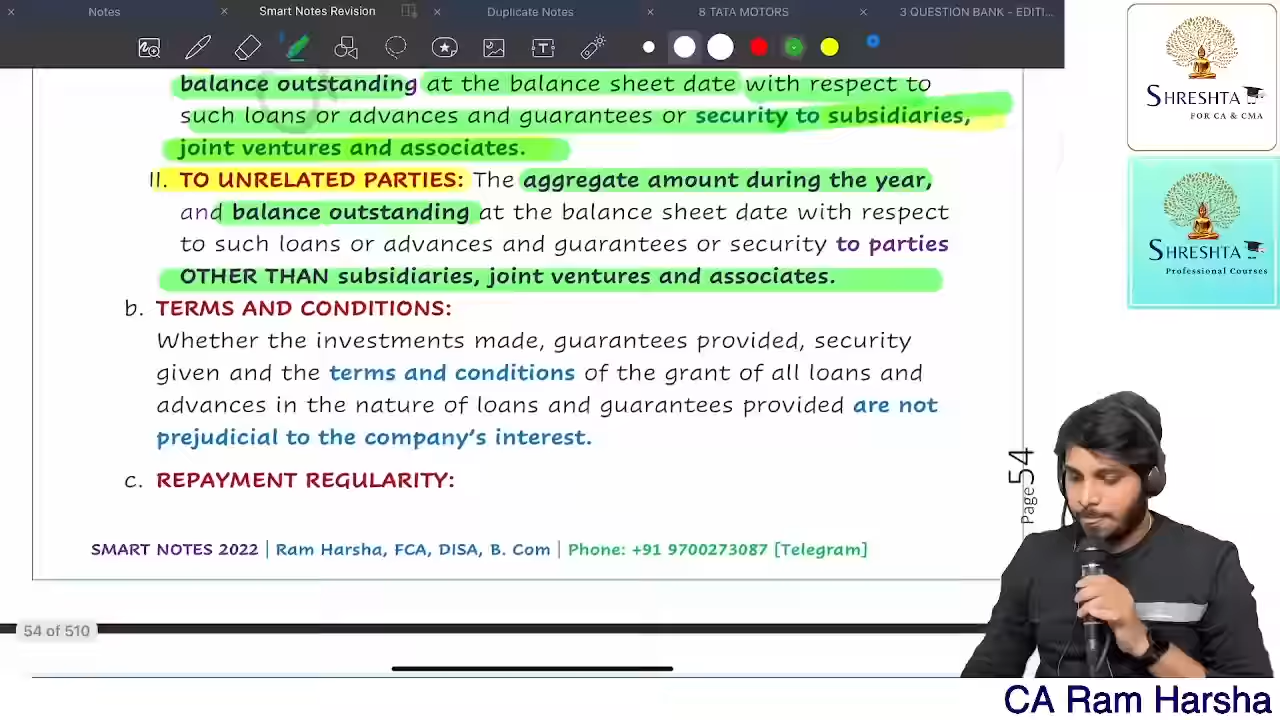 Notes
Smart Notes Revision
Duplicate Notes
8 TATA MOTORS
3 QUESTION BANK - EDITI...
balance outstanding at the balance sheet date with respect to
such loans or advances and guarantees or security to subsidiaries,
joint ventures and associates.
II. TO UNRELATED PARTIES: The aggregate amount during the year,
and balance outstanding at the balance sheet date with respect
to such loans or advances and guarantees or security to parties
OTHER THAN subsidiaries, joint ventures and associates.
b. TERMS AND CONDITIONS:
Whether the investments made, guarantees provided, security
given and the terms and conditions of the grant of all loans and
advances in the nature of loans and guarantees provided are not
prejudicial to the company's interest.
c. REPAYMENT REGULARITY:
Page 54
SMART NOTES 2022 | Ram Harsha, FCA, DISA, B. Com | Phone: +91 9700273087 [Telegram]
54 of 510
SHRESHTA
FOR CA & CMA
SHRESHTA
Professional Courses
CA Ram Harsha